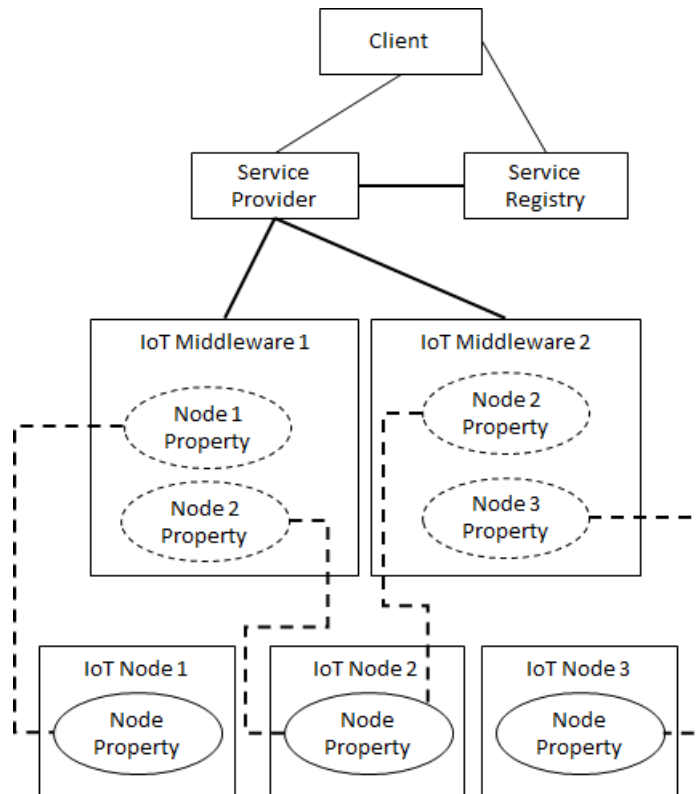 Client
Service
Provider
Service
Registry
IoT Middleware 1
Node 1
Property
Node 2
Property
IoT Middleware 2
Node 2
Property
Node 3
Property
IoT Node 1
Node
Property
IoT Node 2
Node
Property
IoT Node 3
Node
Property